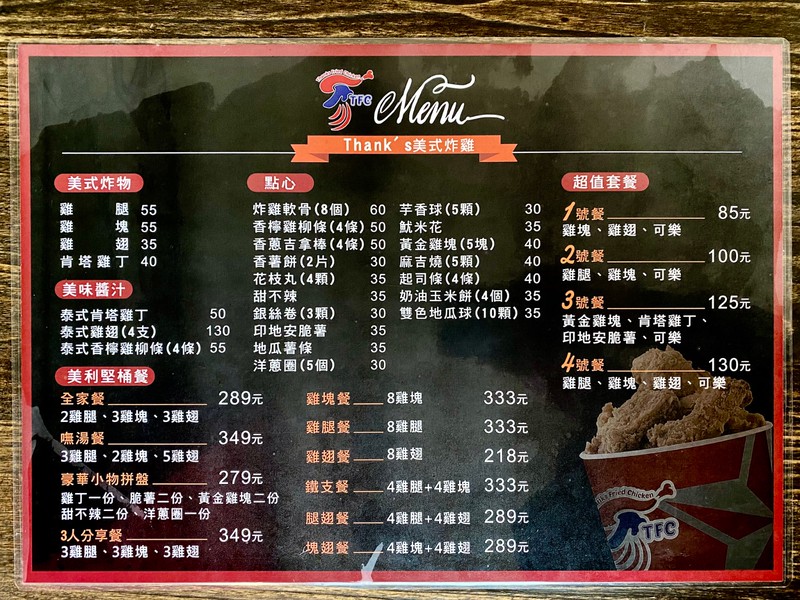 Thank's Fried Chicken
TFC
Menu
Thank´s美式炸雞
美式炸物
雞腿 55
雞塊 55
雞翅 35
肯塔雞丁 40
美味醬汁
泰式肯塔雞丁 50
泰式雞翅(4支) 130
泰式香檸雞柳條(4條) 55
點心
炸雞軟骨(8個) 60
香檸雞柳條(4條) 50
香蔥吉拿棒(4條) 50
香薯餅(2片) 30
花枝丸(4顆) 35
甜不辣 35
銀絲卷(3顆) 30
印地安脆薯 35
地瓜薯條 35
洋蔥圈(5個) 30
芋香球(5顆) 30
魷米花 35
黃金雞塊(5塊) 40
麻吉燒(5顆) 40
起司條(4條) 40
奶油玉米餅(4個) 35
雙色地瓜球(10顆) 35
超值套餐
1號餐 85元
雞塊、雞翅、可樂
2號餐 100元
雞腿、雞塊、可樂
3號餐 125元
黃金雞塊、肯塔雞丁、
印地安脆薯、可樂
4號餐 130元
雞腿、雞塊、雞翅、可樂
美利堅桶餐
全家餐 289元
2雞腿、3雞塊、3雞翅
嘸湯餐 349元
3雞腿、2雞塊、5雞翅
豪華小物拼盤 279元
雞丁一份、脆薯二份、黃金雞塊二份
甜不辣二份、洋蔥圈一份
3人分享餐 349元
3雞腿、3雞塊、3雞翅
雞塊餐 8雞塊 333元
雞腿餐 8雞腿 333元
雞翅餐 8雞翅 218元
鐵支餐 4雞腿+4雞塊 333元
腿翅餐 4雞腿+4雞翅 289元
塊翅餐 4雞塊+4雞翅 289元
Fried Chicken
TFC